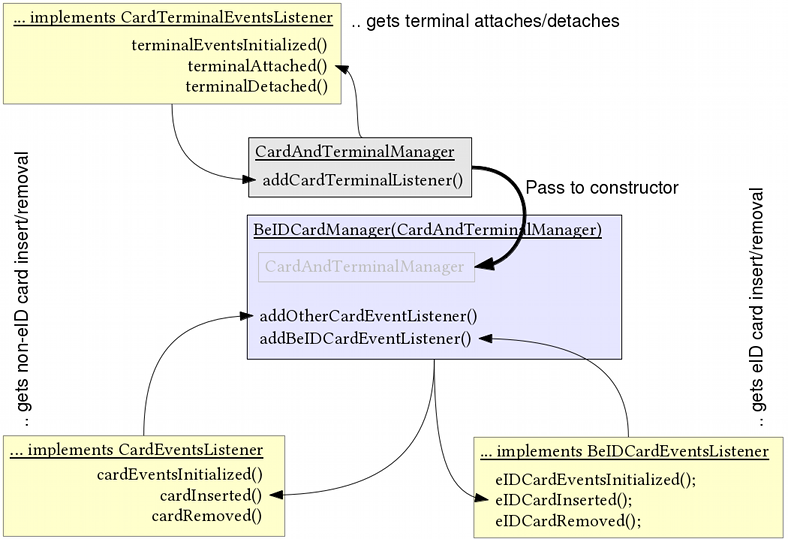 ... implements CardTerminalEventsListener
terminalEventsInitialized()
terminalAttached()
terminalDetached()
.. gets terminal attaches/detaches
CardAndTerminalManager
addCardTerminalListener()
Pass to constructor
BeIDCardManager(CardAndTerminalManager)
CardAndTerminalManager
addOtherCardEventListener()
addBeIDCardEventListener()
.. gets non-eID card insert/removal
.. gets eID card insert/removal
... implements CardEventsListener
cardEventsInitialized()
cardInserted()
cardRemoved()
... implements BeIDCardEventsListener
eIDCardEventsInitialized();
eIDCardInserted();
eIDCardRemoved();